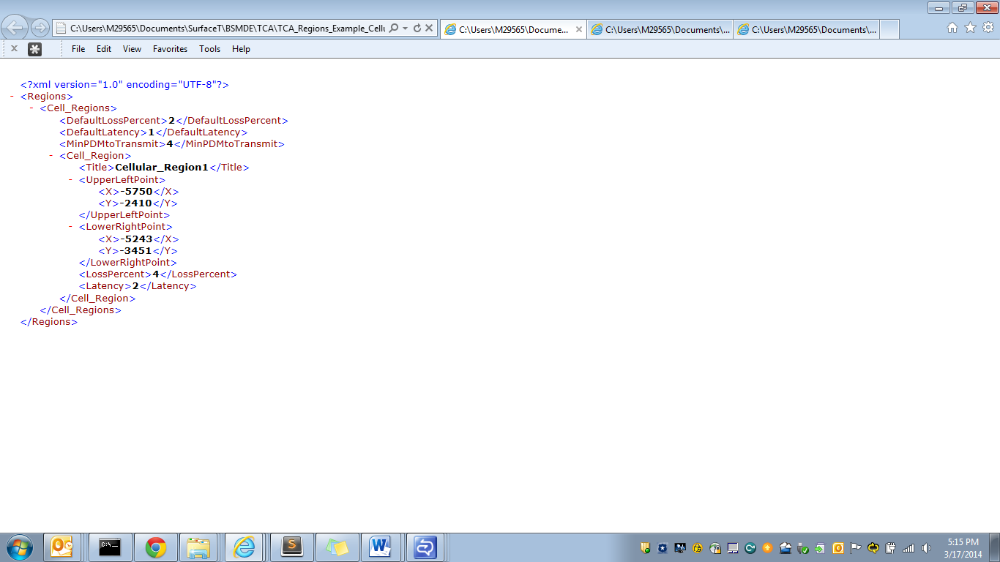 C:\Users\M29565\Documents\SurfaceT\BSMDE\TCA\TCA_Regions_Example_Cellu
C:\Users\M29565\Docume...
C:\Users\M29565\Documents\...
C:\Users\M29565\Documents\...
File Edit View Favorites Tools Help
<?xml version="1.0" encoding="UTF-8"?>
- <Regions>
- <Cell_Regions>
<DefaultLossPercent>2</DefaultLossPercent>
<DefaultLatency>1</DefaultLatency>
<MinPDMtoTransmit>4</MinPDMtoTransmit>
- <Cell_Region>
<Title>Cellular_Region1</Title>
- <UpperLeftPoint>
<X>-5750</X>
<Y>-2410</Y>
</UpperLeftPoint>
- <LowerRightPoint>
<X>-5243</X>
<Y>-3451</Y>
</LowerRightPoint>
<LossPercent>4</LossPercent>
<Latency>2</Latency>
</Cell_Region>
</Cell_Regions>
</Regions>
5:15 PM
3/17/2014